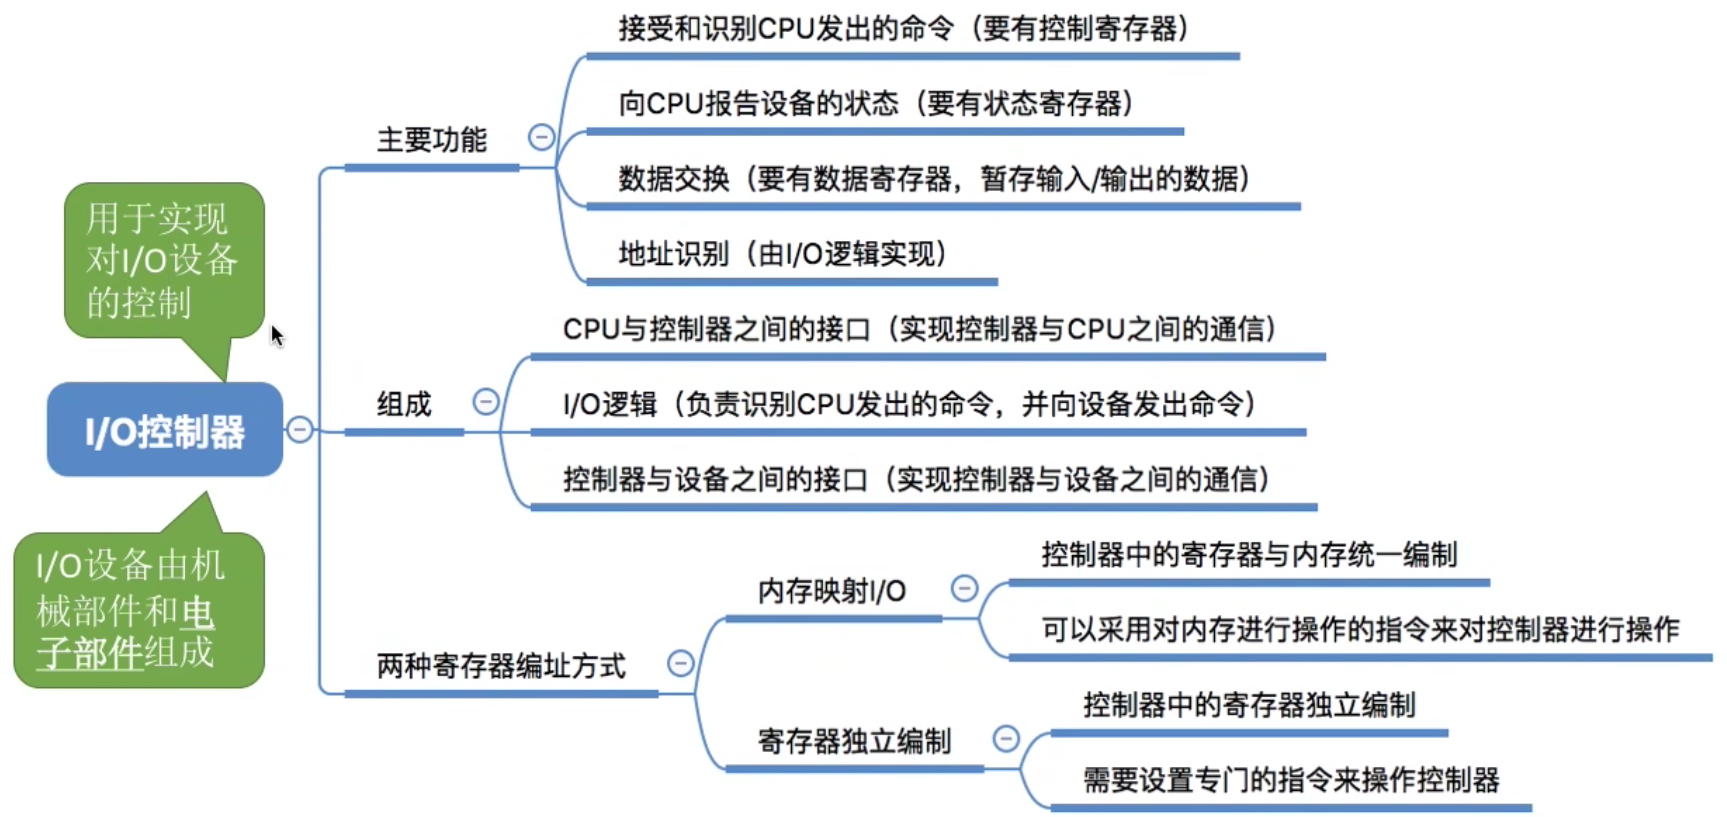 接受和识别CPU发出的命令（要有控制寄存器）
向CPU报告设备的状态（要有状态寄存器）
主要功能
数据交换（要有数据寄存器，暂存输入/输出的数据）
地址识别（由I/O逻辑实现）
用于实现
对I/O设备
的控制
CPU与控制器之间的接口（实现控制器与CPU之间的通信）
组成
I/O逻辑（负责识别CPU发出的命令，并向设备发出命令）
I/O控制器
控制器与设备之间的接口（实现控制器与设备之间的通信）
I/O设备由机
械部件和电
子部件组成
控制器中的寄存器与内存统一编制
内存映射I/O
可以采用对内存进行操作的指令来对控制器进行操作
两种寄存器编址方式
控制器中的寄存器独立编制
寄存器独立编制
需要设置专门的指令来操作控制器